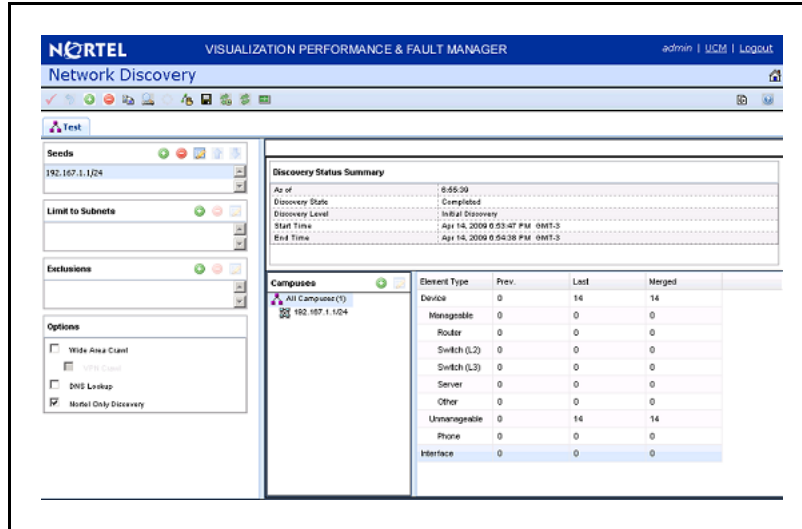 NORTEL VISUALIZATION PERFORMANCE & FAULT MANAGER admin | UCM | Logout
Network Discovery
Test
Seeds
192.167.1.1/24
Limit to Subnets
Exclusions
Options
Wide Area Crawl
VPN Crawl
DNS Lookup
Nortel Only Discovery
Discovery Status Summary
As of 6:55:39
Discovery State Completed
Discovery Level Initial Discovery
Start Time Apr 14, 2009 6:53:47 PM GMT-3
End Time Apr 14, 2009 6:54:38 PM GMT-3
Campuses
All Campuses (1)
192.167.1.1/24
Element Type Prev. Last Merged
Device 0 14 14
Manageable 0 0 0
Router 0 0 0
Switch (L2) 0 0 0
Switch (L3) 0 0 0
Server 0 0 0
Other 0 0 0
Unmanageable 0 14 14
Phone 0 0 0
Interface 0 0 0